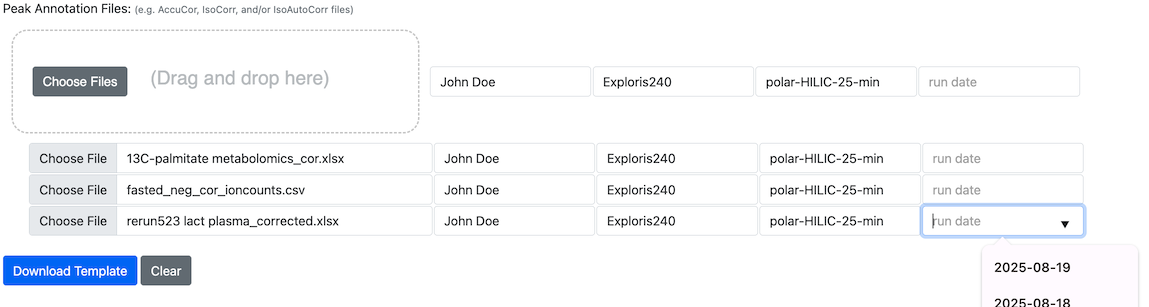 Peak Annotation Files: (e.g. AccuCor, IsoCorr, and/or IsoAutoCorr files)
Choose Files (Drag and drop here) John Doe Exploris240 polar-HILIC-25-min run date
Choose File 13C-palmitate metabolomics_cor.xlsx John Doe Exploris240 polar-HILIC-25-min run date
Choose File fasted_neg_cor_ioncounts.csv John Doe Exploris240 polar-HILIC-25-min run date
Choose File rerun523 lact plasma_corrected.xlsx John Doe Exploris240 polar-HILIC-25-min run date
Download Template Clear
2025-08-19
2025-08-18